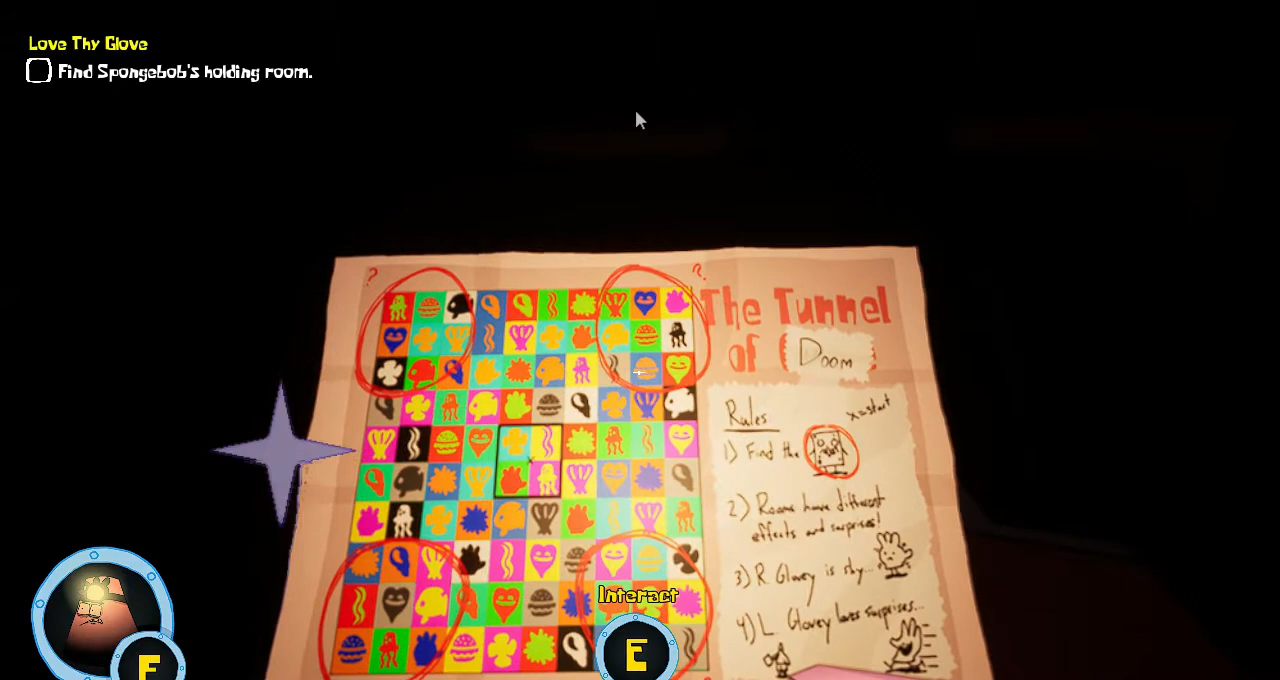 Love Thy Glove
Find Spongebob's holding room.
?
?
The Tunnel
of (
Doom
Rules
x=start
1) Find the
2) Rooms have different
effects and surprises!
3) R. Glovey is shy...
4) L Glovey loves surprises...
x
Interact
E
F